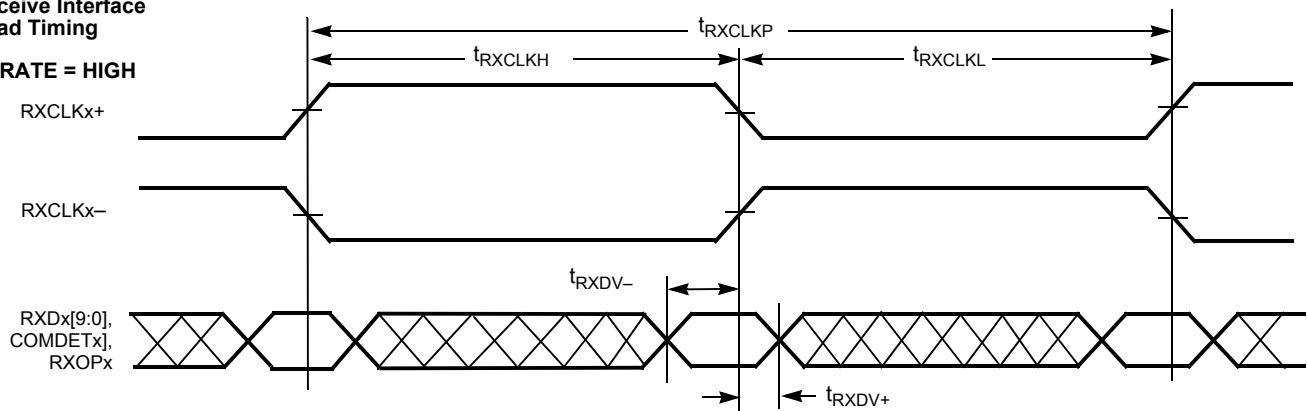 ceive Interface
ad Timing
RATE = HIGH
tRXCLKP
tRXCLKH
tRXCLKL
RXCLKx+
RXCLKx–
tRXDV–
RXDx[9:0],
COMDETx],
RXOPx
tRXDV+